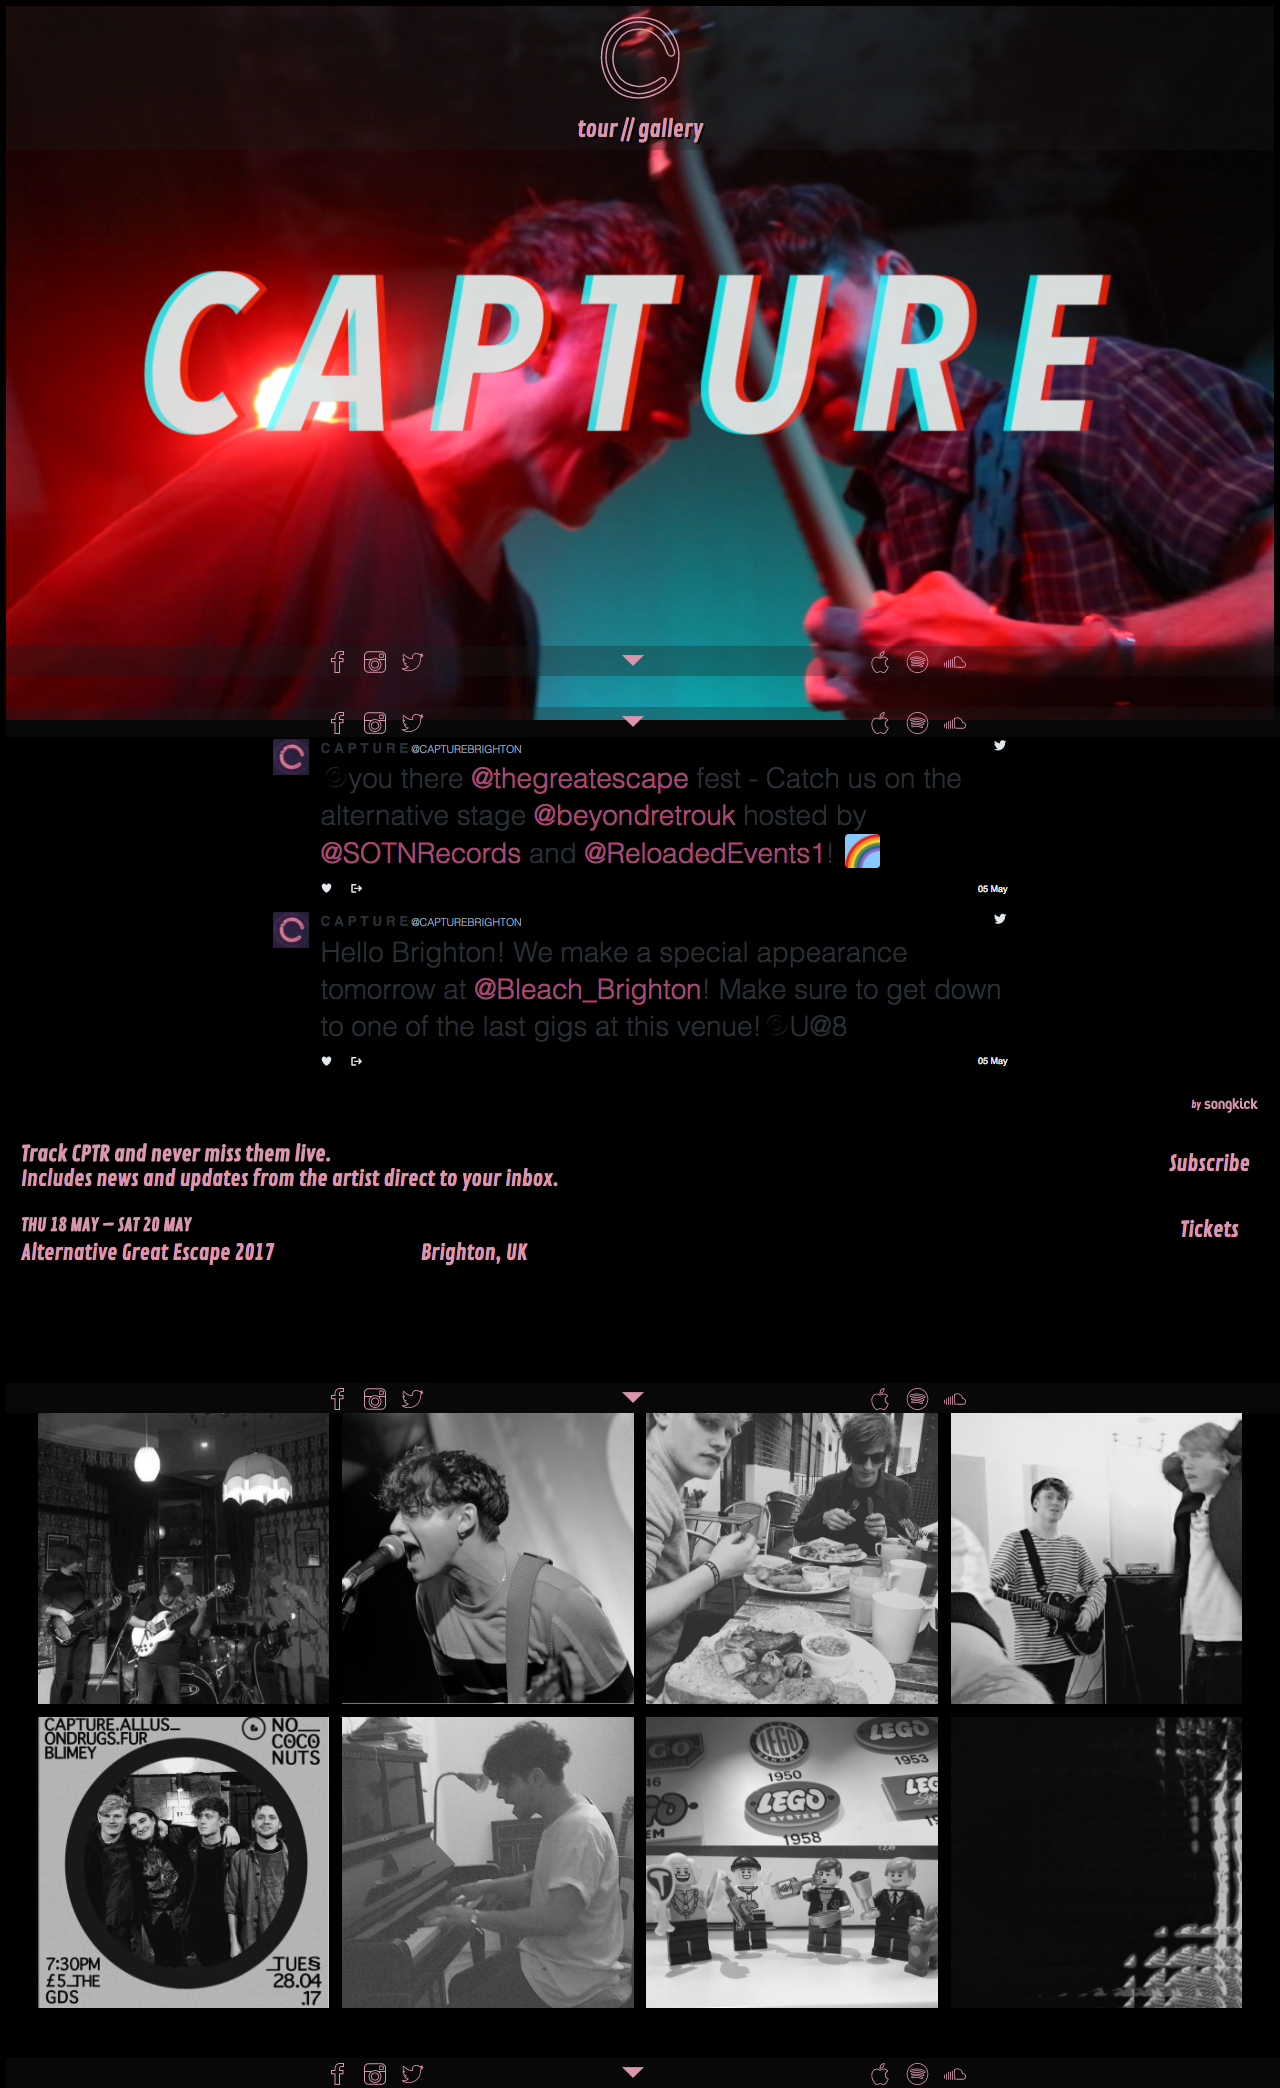 tour // gallery
CAPTURE
C A P T U R E @CAPTUREBRIGHTON
©you there @thegreatescape fest - Catch us on the
alternative stage @beyondretrouk hosted by
@SOTNRecords and @ReloadedEvents1! 🌈
05 May
C A P T U R E @CAPTUREBRIGHTON
Hello Brighton! We make a special appearance
tomorrow at @Bleach_Brighton! Make sure to get down
to one of the last gigs at this venue! ©U@8
05 May
by songkick
Track CPTR and never miss them live.
Includes news and updates from the artist direct to your inbox.
Subscribe
THU 18 MAY – SAT 20 MAY
Alternative Great Escape 2017
Brighton, UK
Tickets
CAPTURE.ALLUS_
ONDRUGS.FUR
BLIMEY
NO__
COCO
NUTS
7:30PM
£5_THE
GDS
_TUES
28.04
.17
LEGO
1950
LEGO
SYSTEM
1958
LEGO
1953